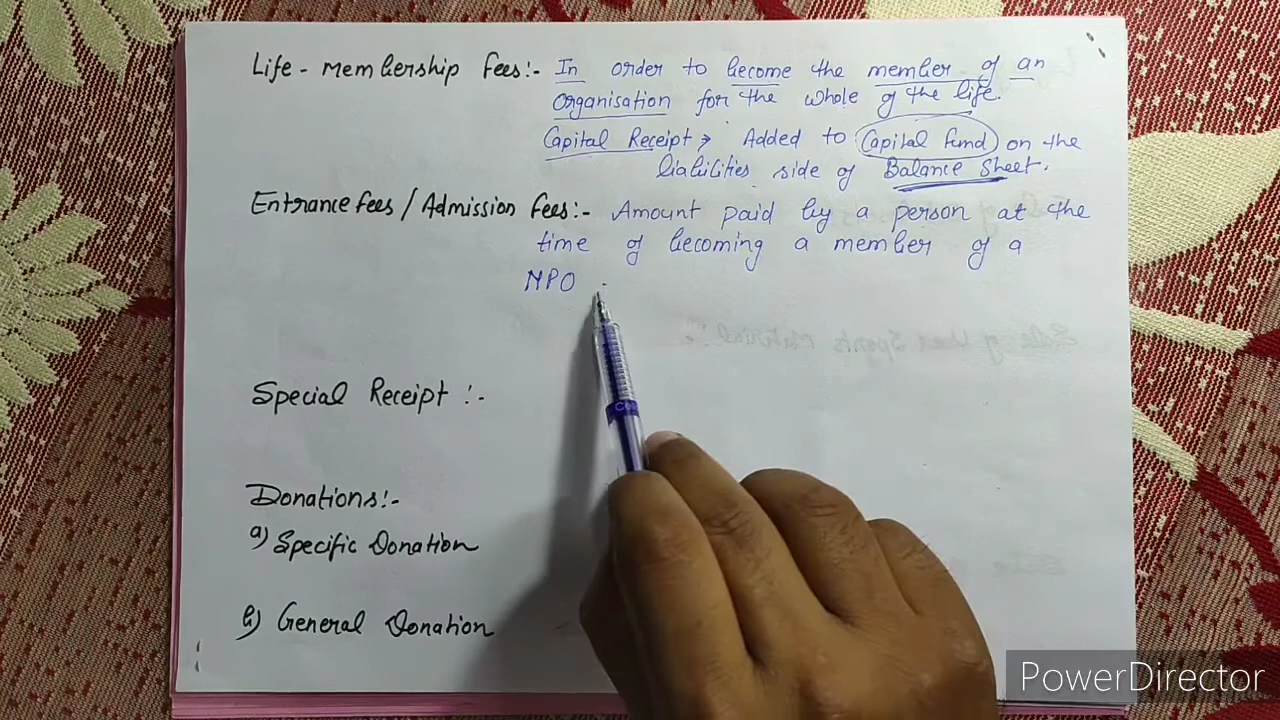 Life - Membership Fees:- In order to become the member of an
organisation for the whole of the life.
Capital Receipt → Added to Capital Fund on the
liabilities side of Balance Sheet.
Entrance fees / Admission fees:- Amount paid by a person at the
time of becoming a member of a
NPO
Special Receipt :-
Donations:-
a) Specific Donation
b) General Donation
PowerDirector